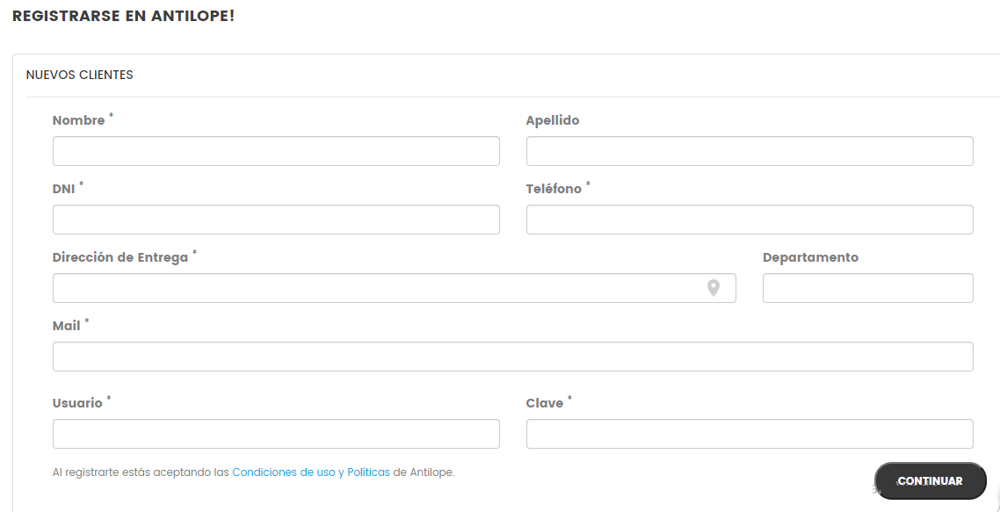 REGISTRARSE EN ANTILOPE!
NUEVOS CLIENTES
Nombre *
Apellido
DNI *
Teléfono *
Dirección de Entrega *
Departamento
Mail *
Usuario *
Clave *
Al registrarte estás aceptando las Condiciones de uso y Políticas de Antilope.
CONTINUAR